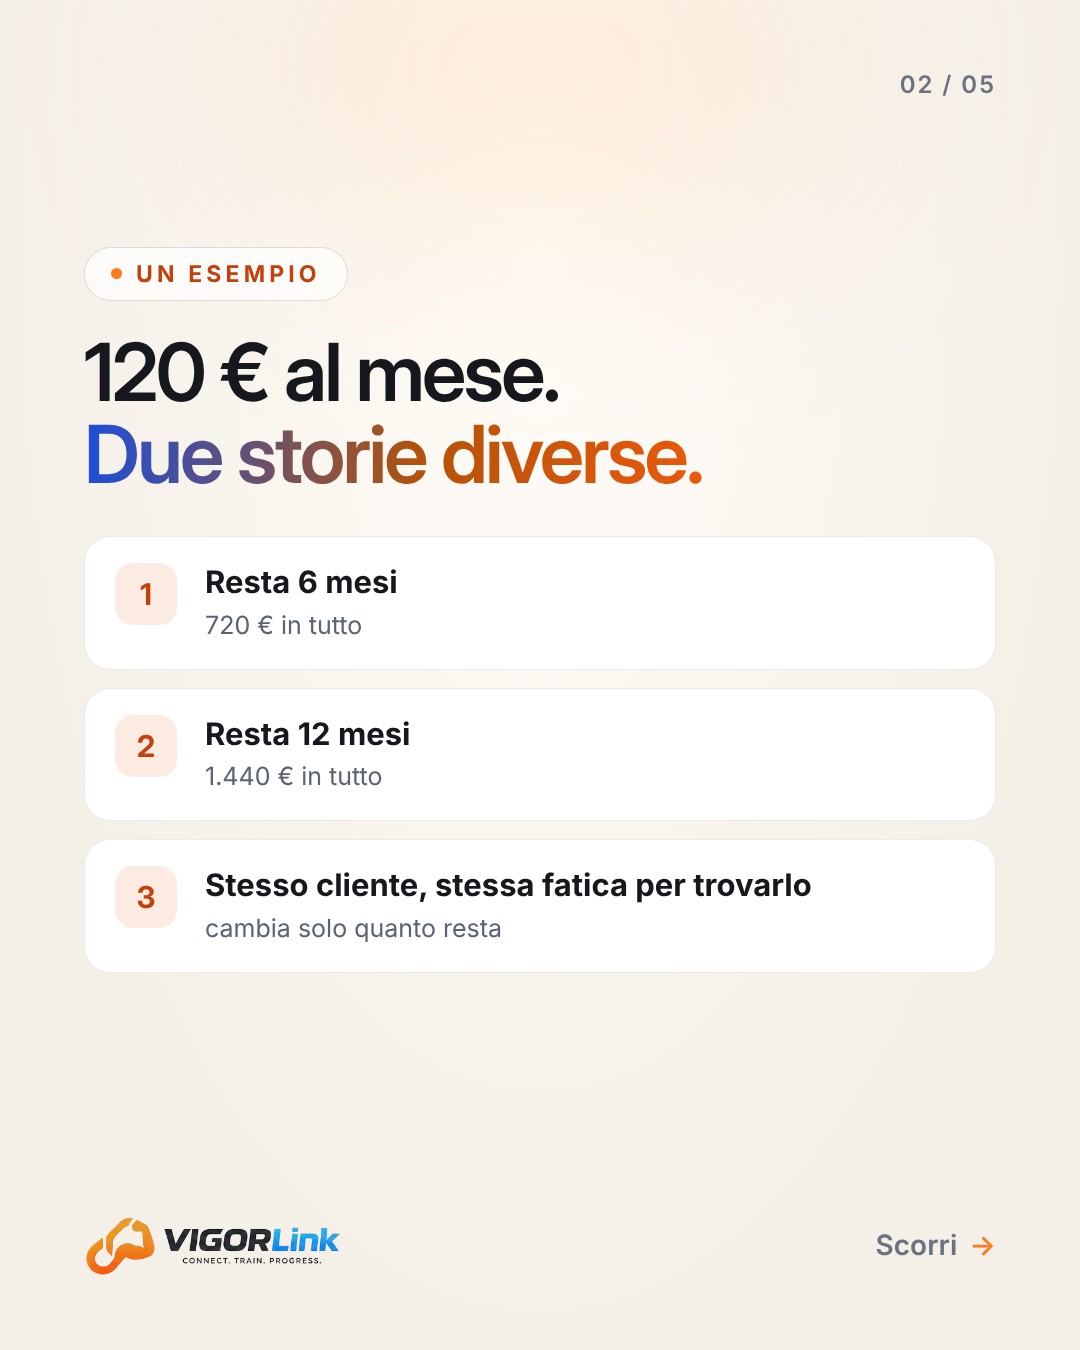 02 / 05
UN ESEMPIO
120 € al mese.
Due storie diverse.
1
Resta 6 mesi
720 € in tutto
2
Resta 12 mesi
1.440 € in tutto
3
Stesso cliente, stessa fatica per trovarlo
cambia solo quanto resta
VIGORLink
CONNECT. TRAIN. PROGRESS.
Scorri →